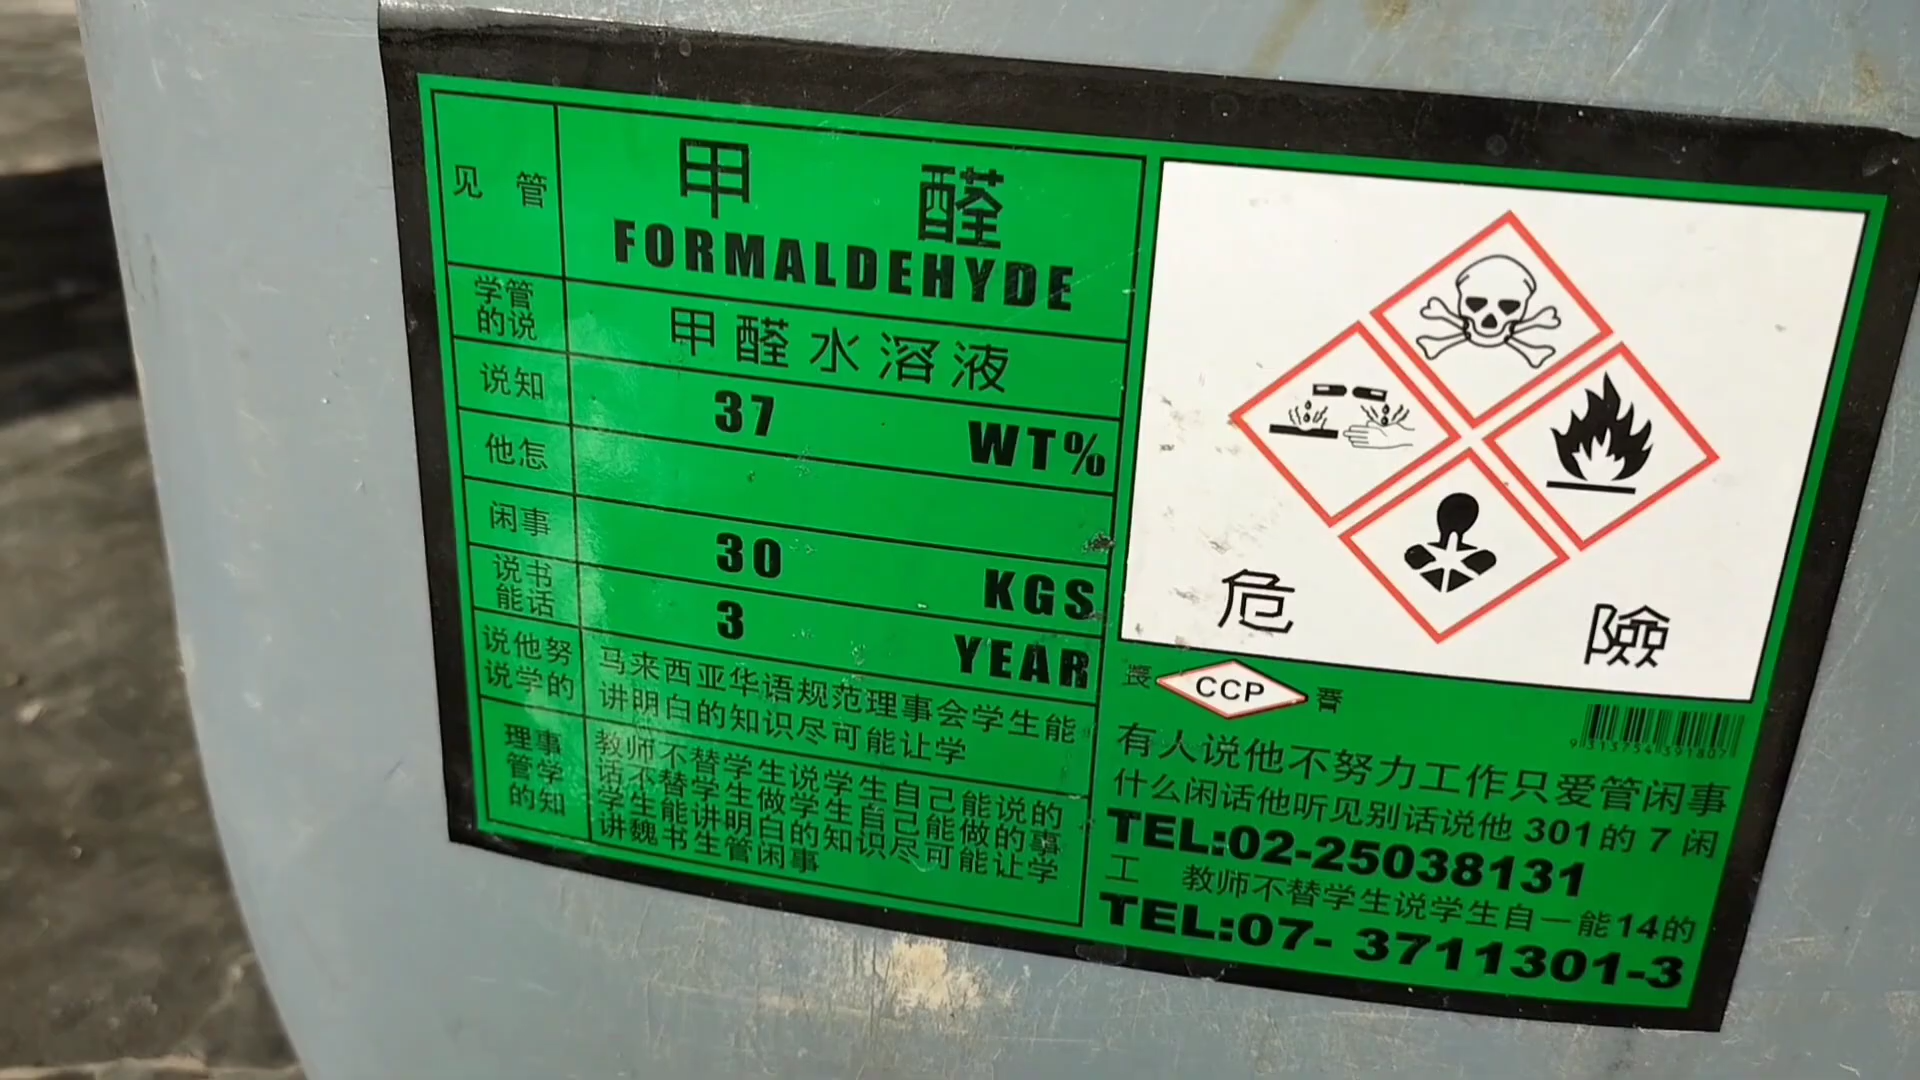 见 管
甲 醛
FORMALDEHYDE
学管
的说
甲醛水溶液
说知
37 WT%
他怎
闲事
30 KGS
说书
能话
3 YEAR
说他努
说学的
马来西亚华语规范理事会学生能
讲明白的知识尽可能让学
理事
管学
的知
教师不替学生说学生自己能说的
话不替学生做学生自己能做的事
学生能讲明白的知识尽可能让学
讲魏书生管闲事
危 險
CCP
有人说他不努力工作只爱管闲事
什么闲话他听见别话说他 301的 7 闲
TEL:02-25038131
工 教师不替学生说学生自一能14的
TEL:07- 3711301-3